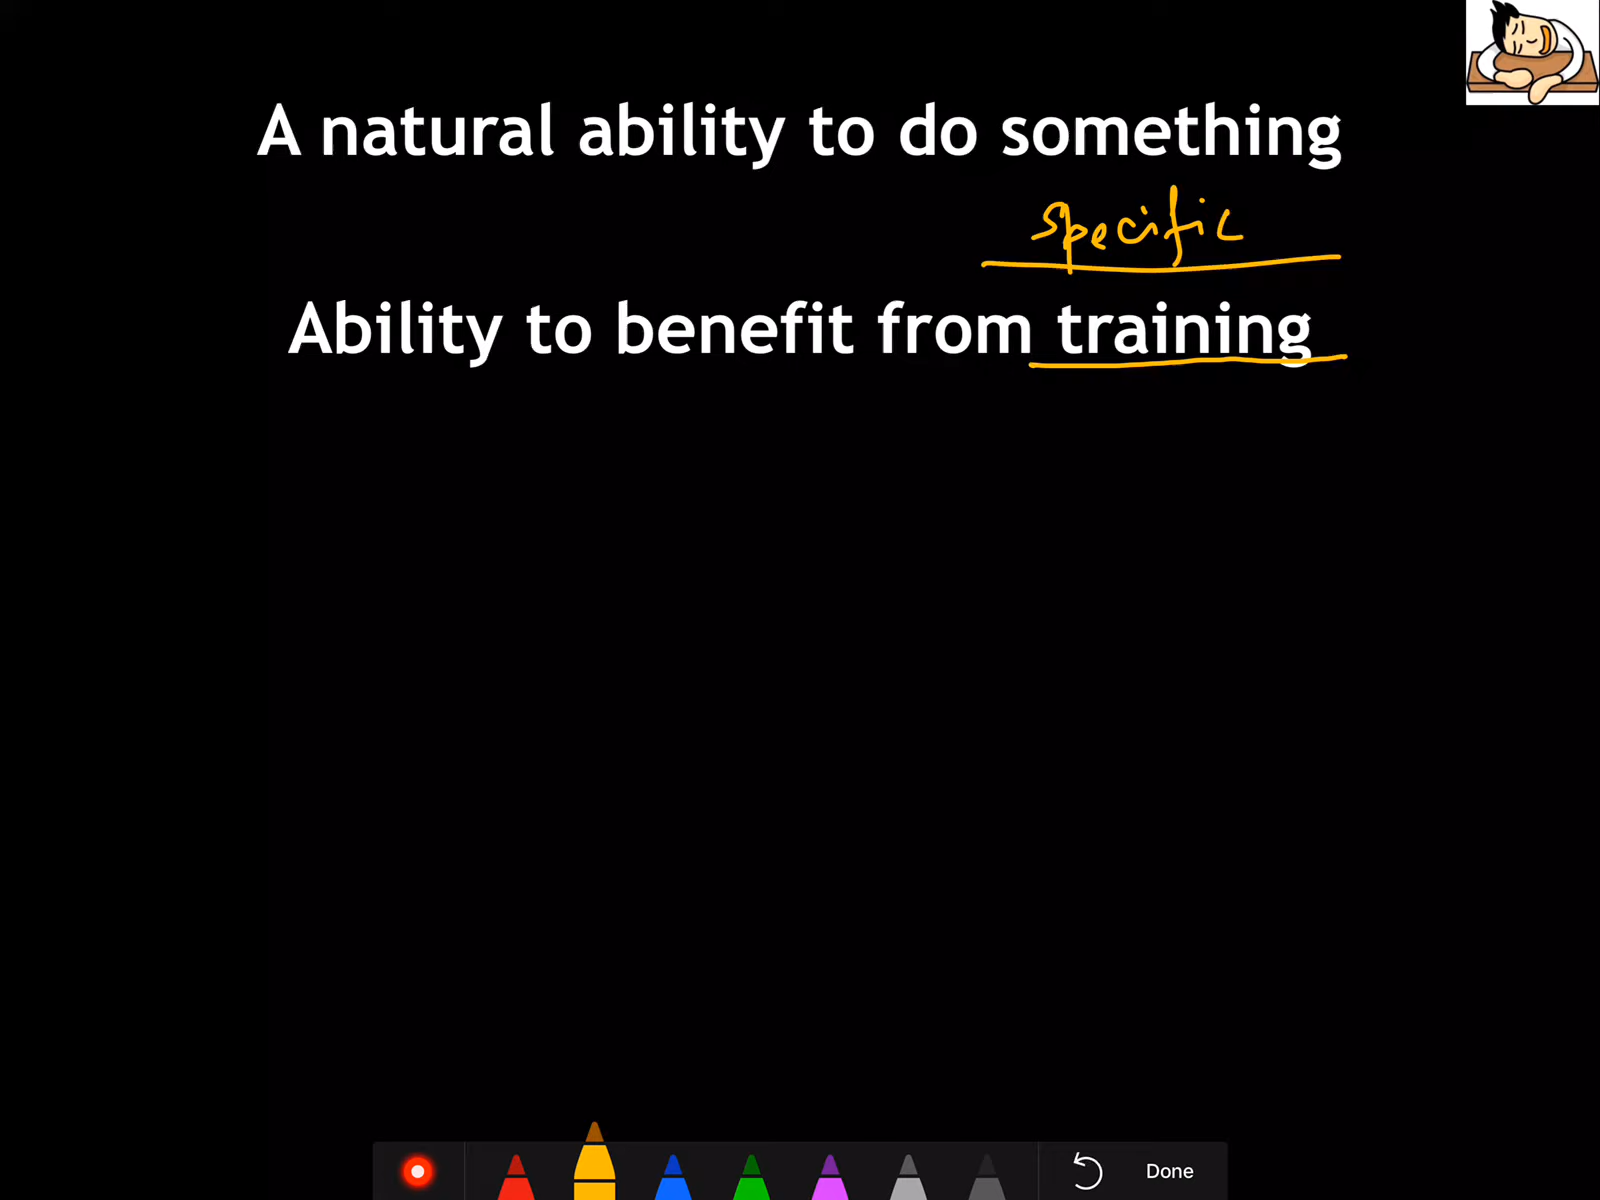 A natural ability to do something
specific
Ability to benefit from training
Done